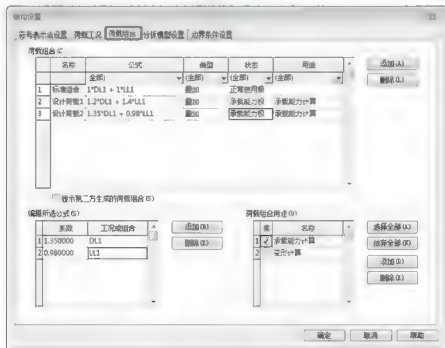 结构设置
符号表示法设置 荷载工况 荷载组合 分析模型设置 边界条件设置
荷载组合(C)
名称 公式 类型 状态 用途
全部) (全部) (全部) (全部)
1 标准组合 1*DL1 + 1*LL1 叠加 正常使用极
2 设计荷载1 1.2*DL1 + 1.4*LL1 叠加 承载能力极 承载能力计算
3 设计荷载2 1.35*DL1 + 0.98*LL1 叠加 承载能力极 承载能力计算
添加(A)
删除(L)
显示第三方生成的荷载组合(S)
编辑所选公式(S)
系数 工况或组合
1 1.350000 DL1
2 0.980000 LL1
添加(D)
删除(E)
荷载组合用途(U)
名称
1 承载能力计算
2 变形计算
选择全部(A)
放弃全部
添加(D)
删除
确定 取消 帮助